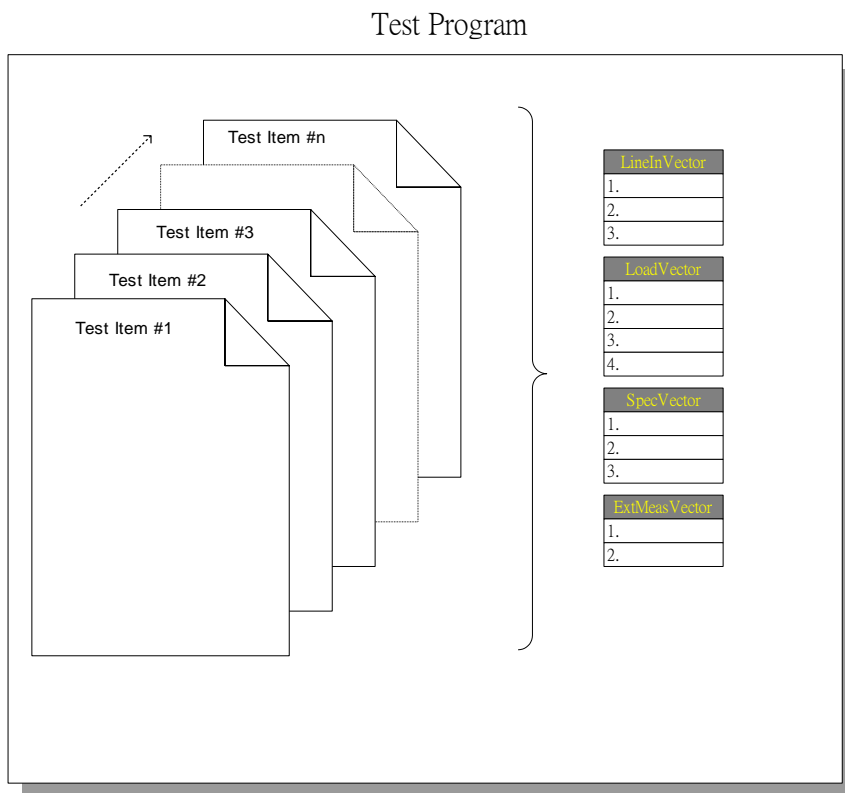 Test Program
Test Item #n
Test Item #3
Test Item #2
Test Item #1
LineInVector
1.
2.
3.
LoadVector
1.
2.
3.
4.
SpecVector
1.
2.
3.
ExtMeasVector
1.
2.